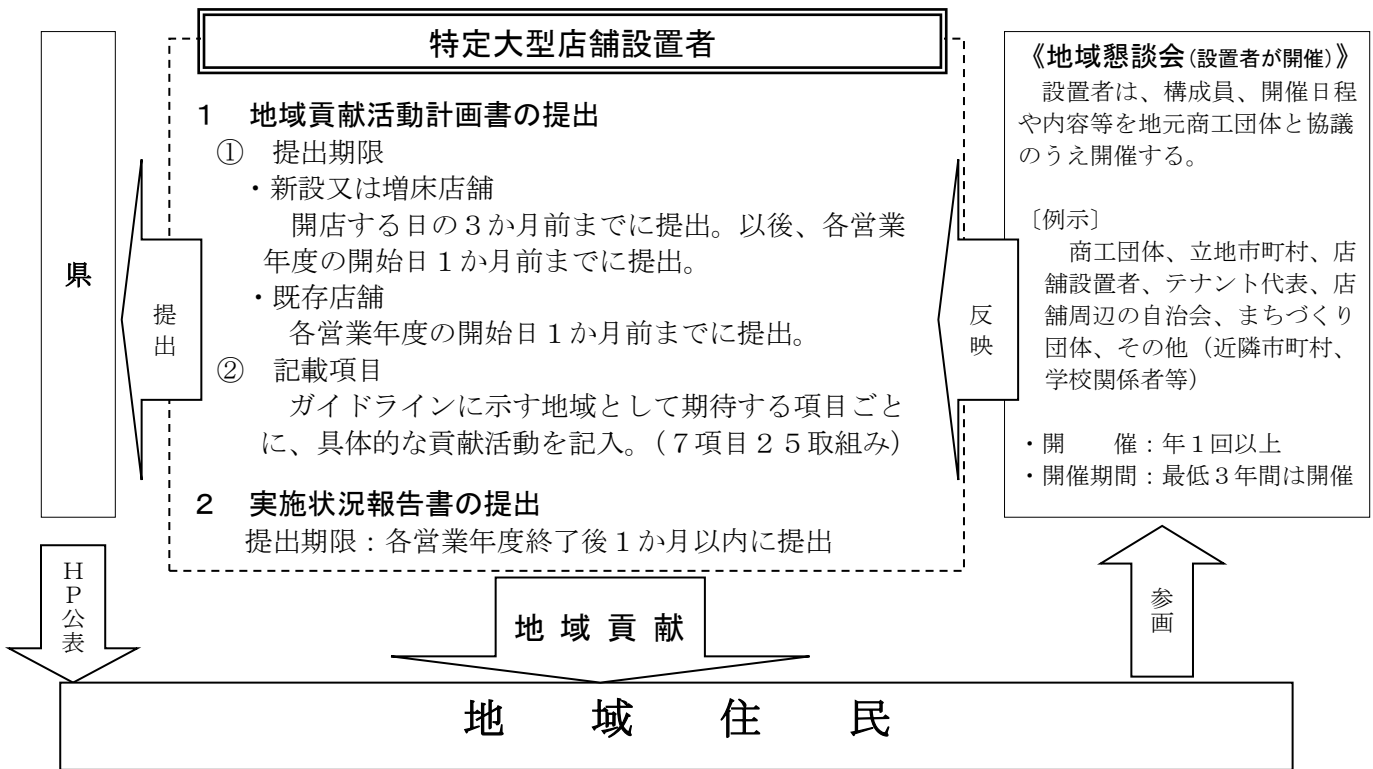 特定大型店舗設置者
県
提出
1 地域貢献活動計画書の提出
① 提出期限
・新設又は増床店舗
開店する日の３か月前までに提出。以後、各営業
年度の開始日１か月前までに提出。
・既存店舗
各営業年度の開始日１か月前までに提出。
② 記載項目
ガイドラインに示す地域として期待する項目ごと
に、具体的な貢献活動を記入。（７項目２５取組み）
2 実施状況報告書の提出
提出期限：各営業年度終了後１か月以内に提出
反映
《地域懇談会(設置者が開催)》
設置者は、構成員、開催日程
や内容等を地元商工団体と協議
のうえ開催する。
〔例示〕
商工団体、立地市町村、店
舗設置者、テナント代表、店
舗周辺の自治会、まちづくり
団体、その他（近隣市町村、
学校関係者等）
・開　　催：年１回以上
・開催期間：最低３年間は開催
ＨＰ公表
地域貢献
参画
地域住民